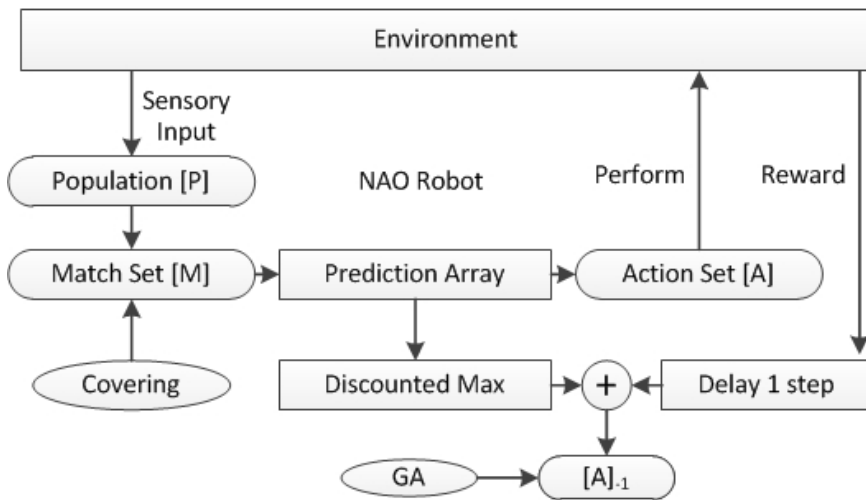 Environment
Sensory
Input
Population [P]
NAO Robot
Perform
Reward
Match Set [M]
Prediction Array
Action Set [A]
Covering
Discounted Max
+
Delay 1 step
GA
[A]-1